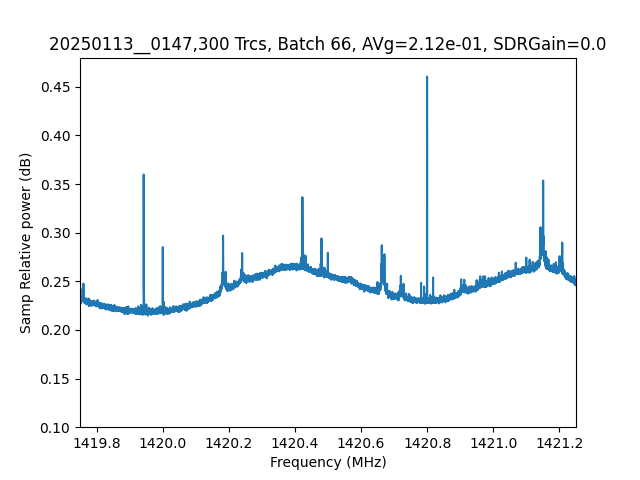 20250113__0147,300 Trcs, Batch 66, AVg=2.12e-01, SDRGain=0.0
Samp Relative power (dB)
0.45
0.40
0.35
0.30
0.25
0.20
0.15
0.10
1419.8 1420.0 1420.2 1420.4 1420.6 1420.8 1421.0 1421.2
Frequency (MHz)